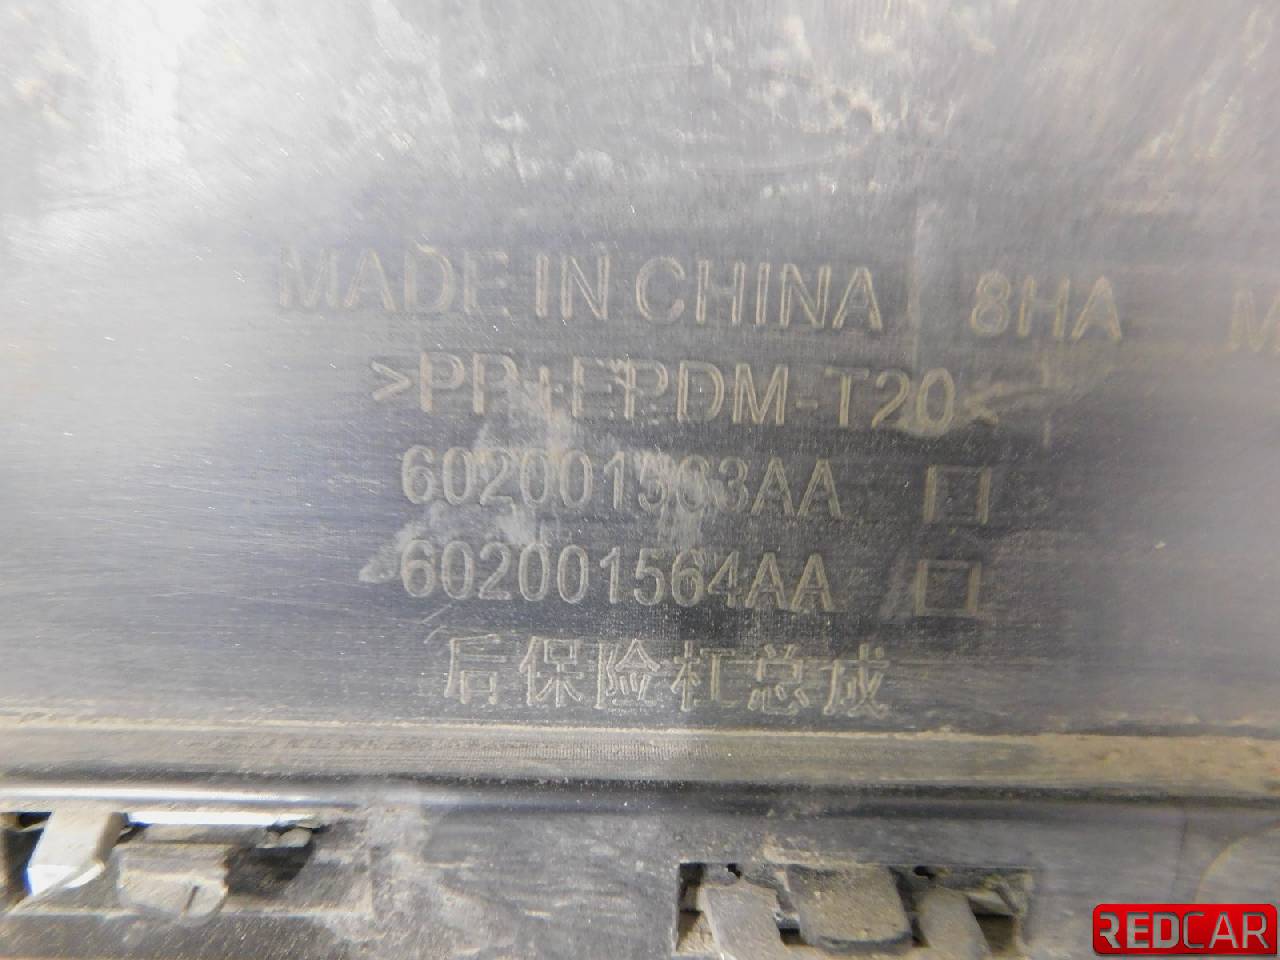 MADE IN CHINA 8HA M
>PP+EPDM-T20<
602001563AA □
602001564AA □
后保险杠总成
REDCAR